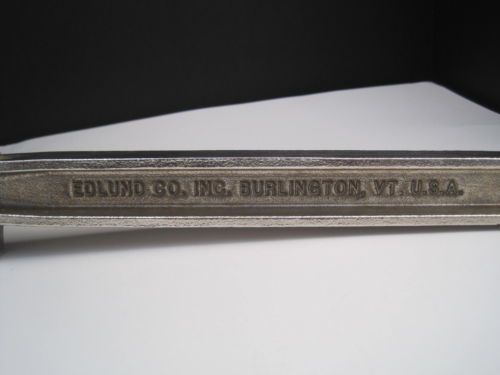 EDLUND CO. INC. BURLINGTON, VT. U.S.A.